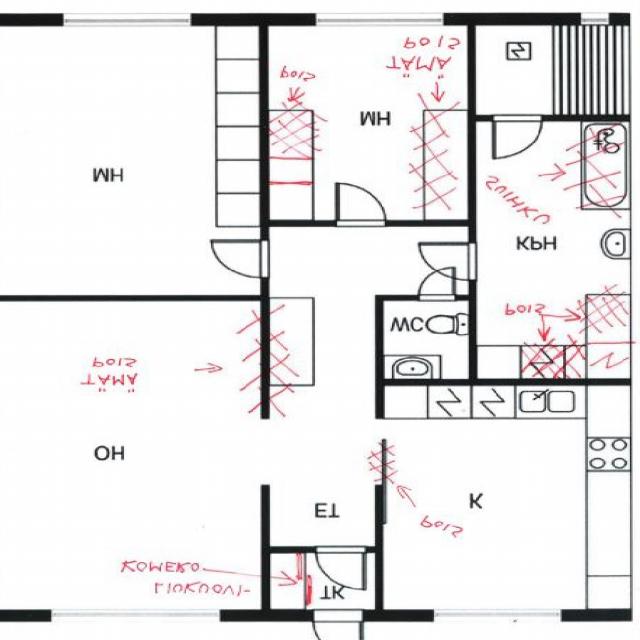 LIUKUOVI-
KOMERO
TK
ET
K
POIS
OH
TÄMÄ
POIS
WC
POIS
KPH
SUIHKU
MH
MH
POIS
TÄMÄ
POIS